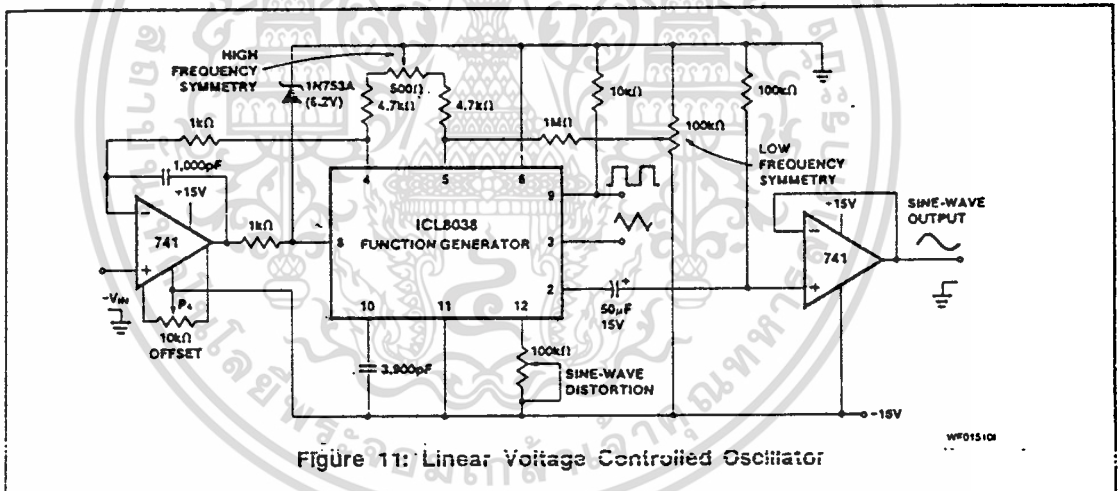 HIGH
FREQUENCY
SYMMETRY
1N753A
(6.2V)
500Ω
4.7kΩ
4.7kΩ
10kΩ
100kΩ
1kΩ
1MΩ
100kΩ
LOW
FREQUENCY
SYMMETRY
1,000pF
+15V
741
1kΩ
4
5
6
9
8
ICL8038
FUNCTION GENERATOR
3
2
10
11
12
+15V
SINE-WAVE
OUTPUT
741
-VIN
P4
10kΩ
OFFSET
50μF
15V
3,900pF
100kΩ
SINE-WAVE
DISTORTION
-15V
WF015101
Figure 11: Linear Voltage Controlled Oscillator